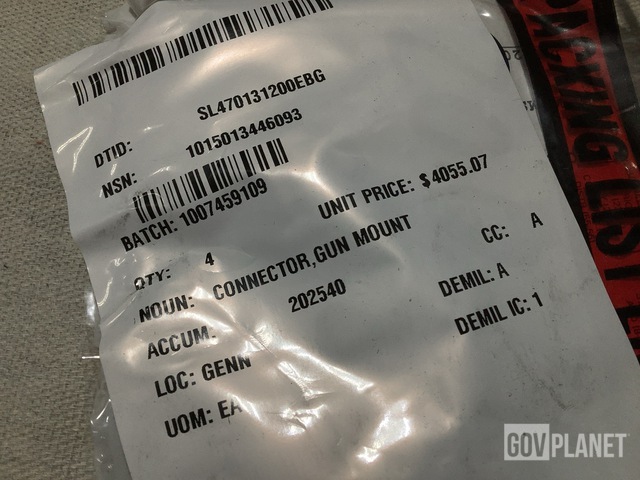 DTID: SL470131200EBG
NSN: 1015013446093
BATCH: 1007459109
UNIT PRICE: $4055.07
QTY: 4
NOUN: CONNECTOR,GUN MOUNT
CC: A
ACCUM. 202540
DEMIL: A
LOC: GENN
DEMIL IC: 1
UOM: EA
PACKING LIST
GOVPLANET